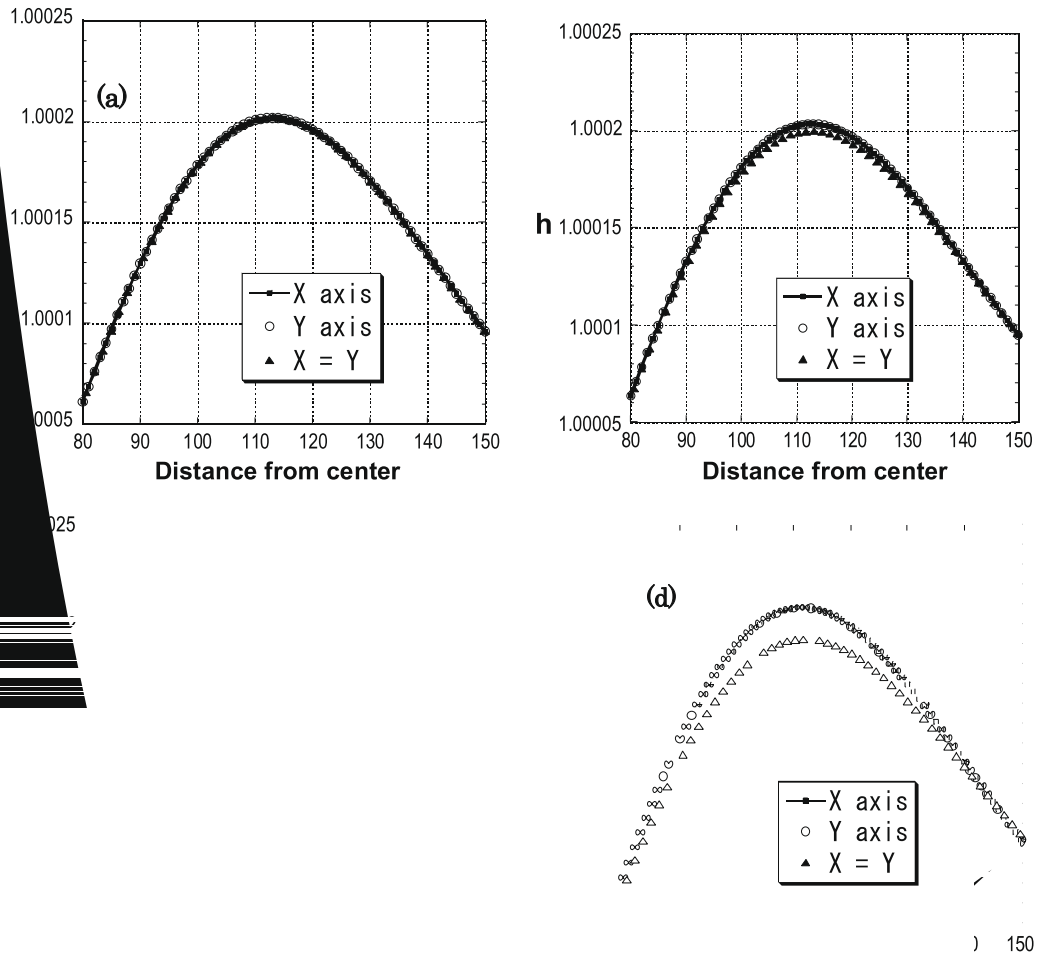 1.00025
1.0002
1.00015
1.0001
0005
(a)
X axis
Y axis
X = Y
80 90 100 110 120 130 140 150
Distance from center
1.00025
1.0002
1.00015
1.0001
1.00005
h
X axis
Y axis
X = Y
80 90 100 110 120 130 140 150
Distance from center
025
(d)
X axis
Y axis
X = Y
150